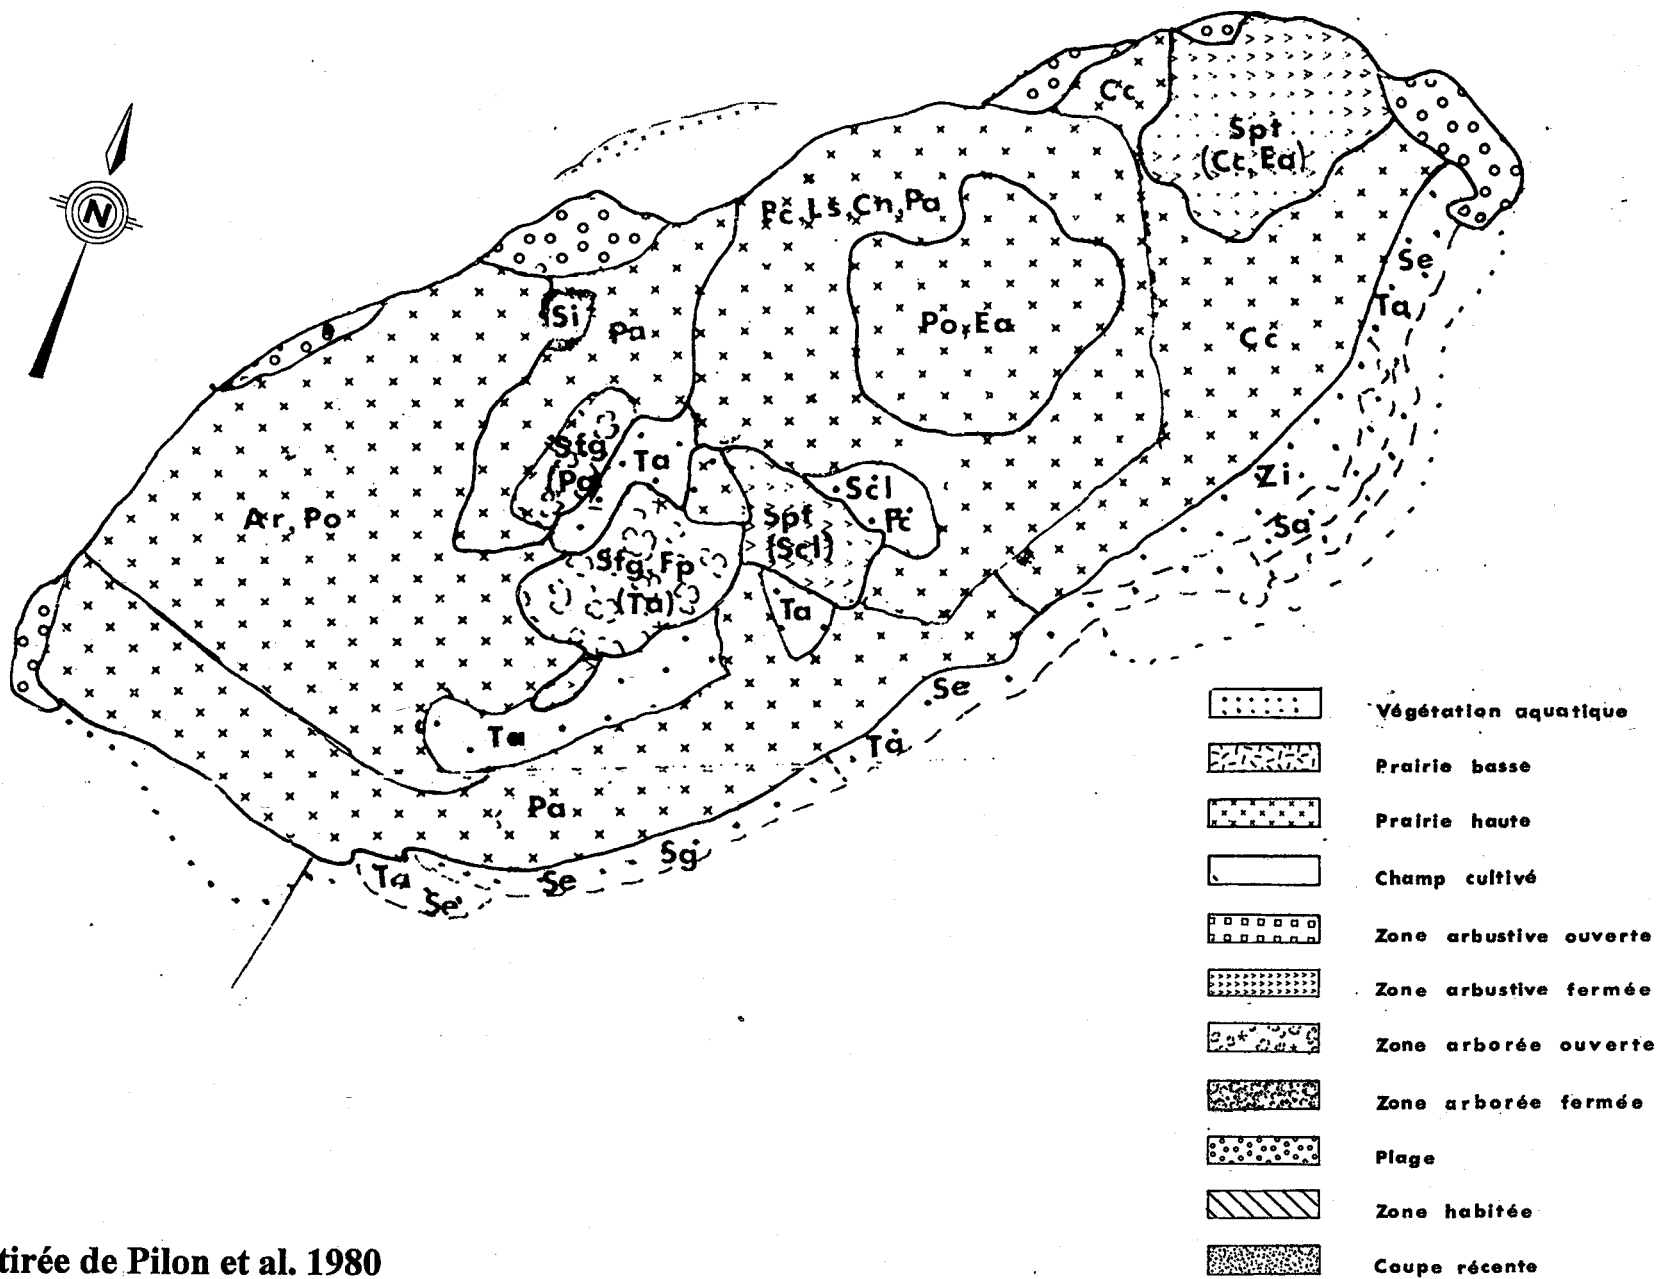 Cc
Spt
(Cc, Ea)
Pc, Ls, Cn, Pa
Se
Ta
Si
Pa
Po, Ea
Cc
Sfg
(Pa)
Ta
Scl
Pc
Zi
Ar, Po
Spt
(Scl)
Sa
Sfg, Fp
(Ta)
Ta
Se
Ta
Ta
Pa
Sg
Ta
Se
Se
N
Végétation aquatique
Prairie basse
Prairie haute
Champ cultivé
Zone arbustive ouverte
Zone arbustive fermée
Zone arborée ouverte
Zone arborée fermée
Plage
Zone habitée
Coupe récente
tirée de Pilon et al. 1980